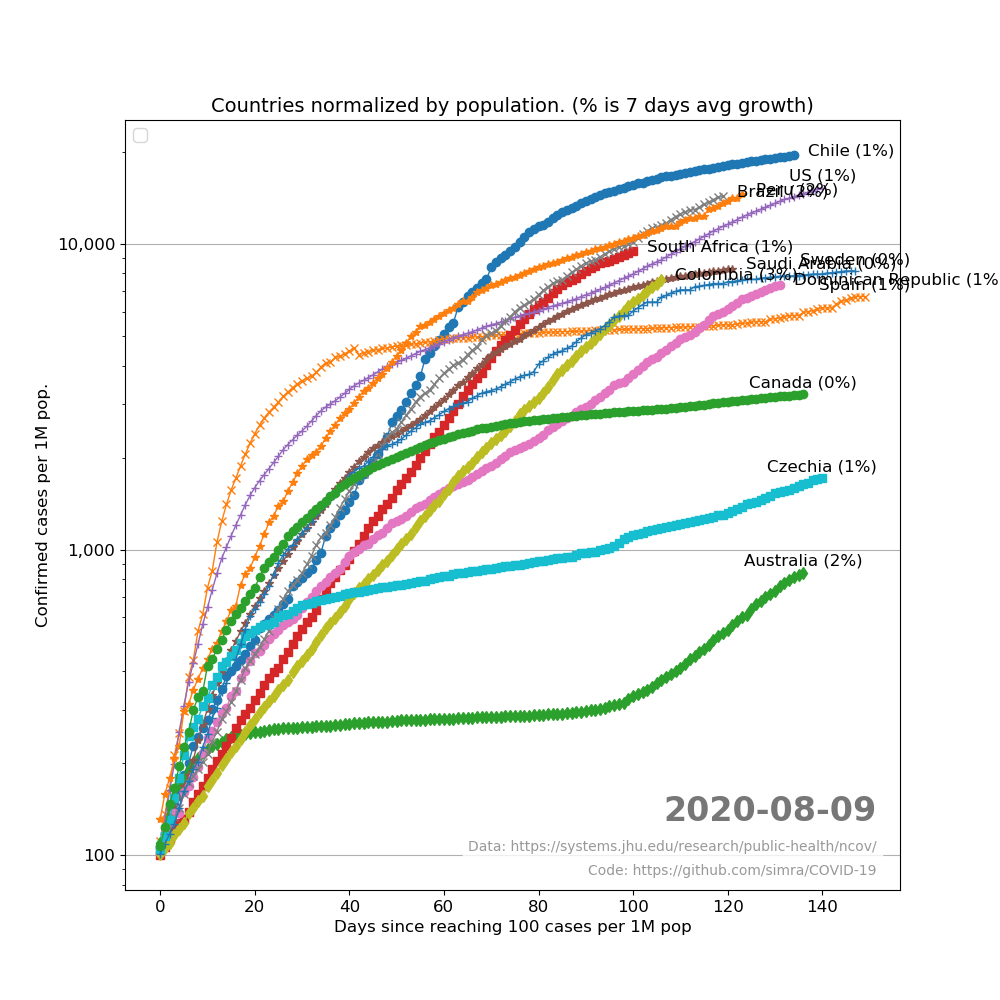 Countries normalized by population. (% is 7 days avg growth)
Chile (1%)
US (1%)
Brazil (2%)
Peru (2%)
South Africa (1%)
Sweden (0%)
Saudi Arabia (0%)
Colombia (3%)
Dominican Republic (1%
Spain (1%)
Canada (0%)
Czechia (1%)
Australia (2%)
10,000
1,000
100
Confirmed cases per 1M pop.
2020-08-09
Data: https://systems.jhu.edu/research/public-health/ncov/
Code: https://github.com/simra/COVID-19
0 20 40 60 80 100 120 140
Days since reaching 100 cases per 1M pop